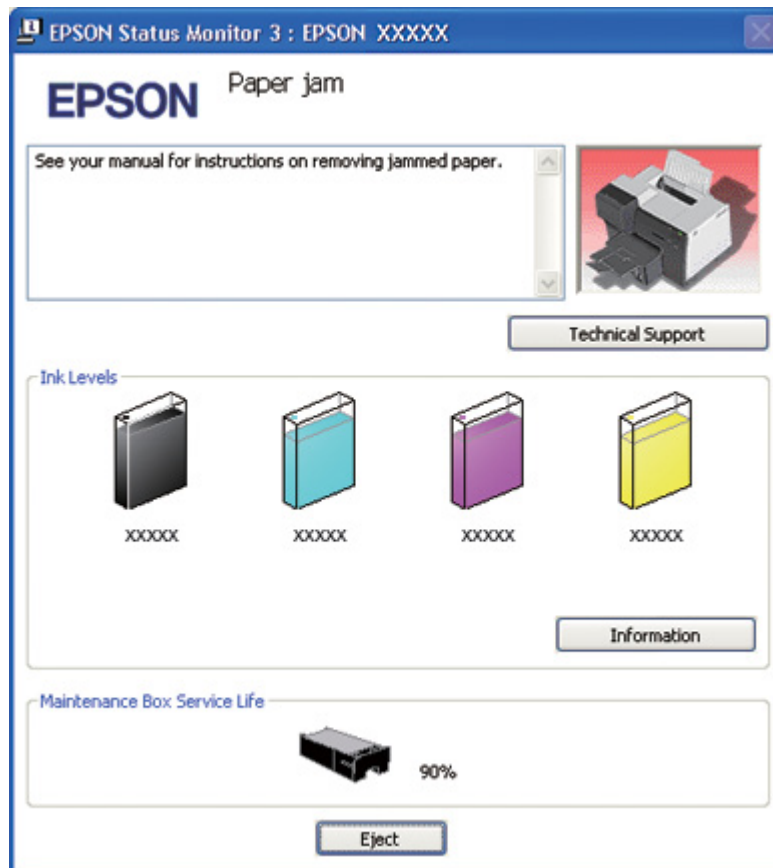 EPSON Status Monitor 3 : EPSON XXXXX
EPSON
Paper jam
See your manual for instructions on removing jammed paper.
Technical Support
Ink Levels
XXXXX XXXXX XXXXX XXXXX
Information
Maintenance Box Service Life
90%
Eject